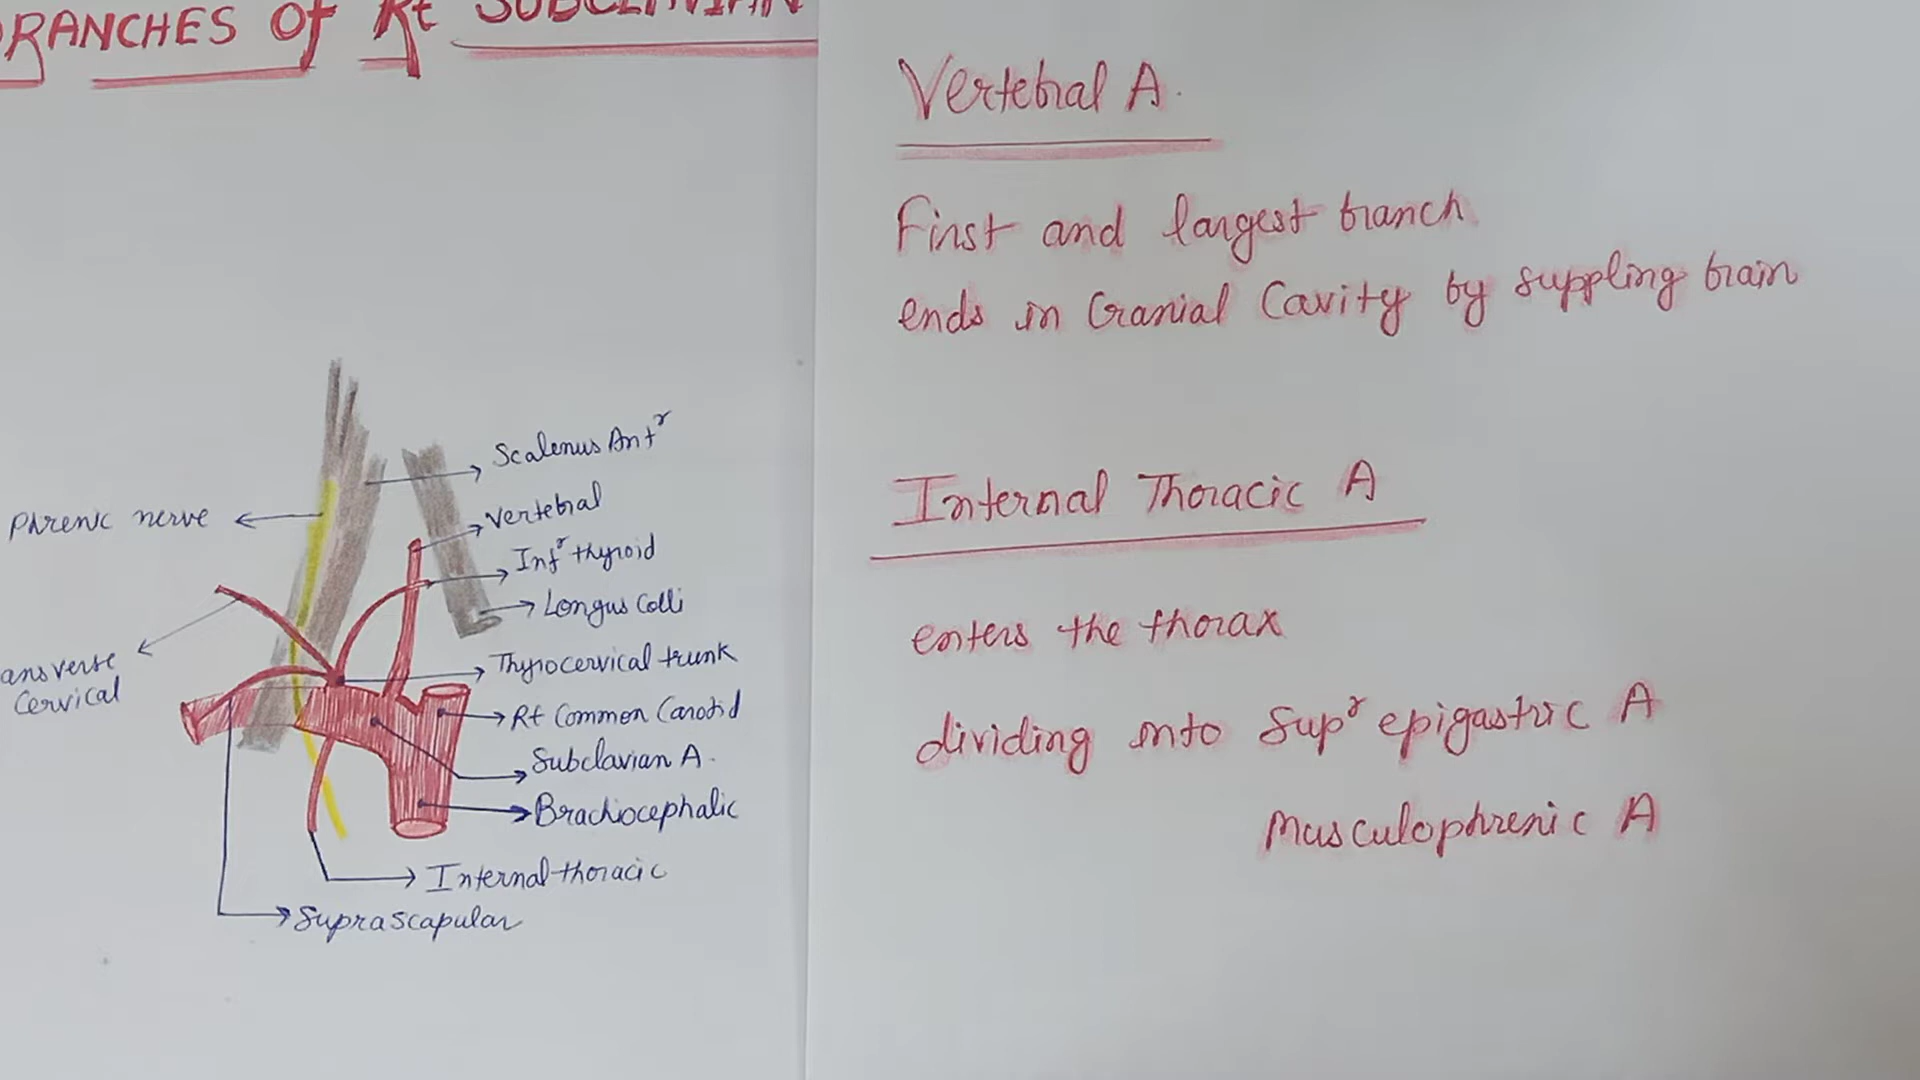 BRANCHES Of Rt SUBCLAVIAN
Scalenus Antʳ
Phrenic nerve
Vertebral
Infʳ thyroid
Longus Colli
ansverse
Cervical
Thyrocervical trunk
Rt Common Carotid
Subclavian A.
Brachiocephalic
Internal thoracic
Suprascapular
Vertebral A.
First and largest branch
ends in Cranial Cavity by suppling brain
Internal Thoracic A
enters the thorax
dividing into Supʳ epigastric A
Musculophrenic A